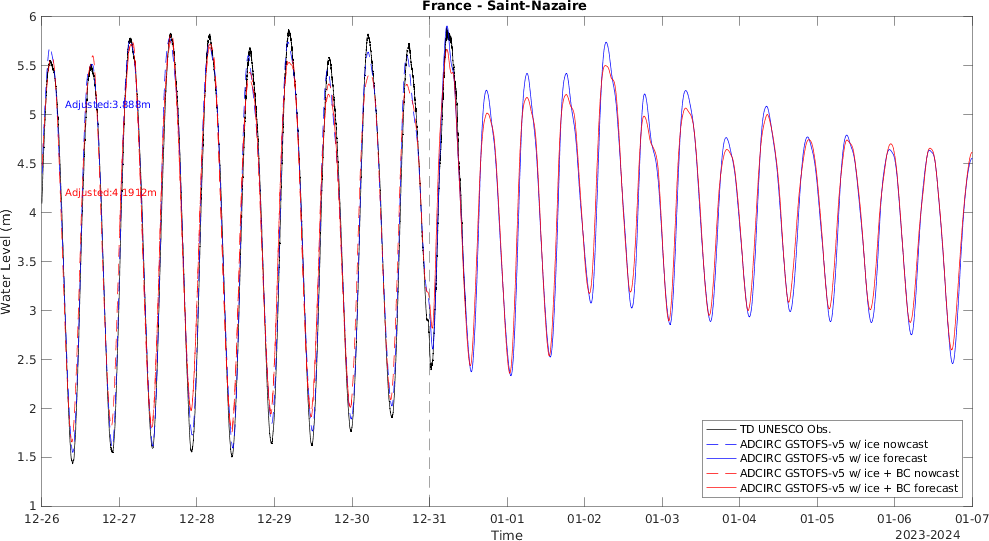 France - Saint-Nazaire
6
5.5
5
4.5
4
3.5
3
2.5
2
1.5
1
Water Level (m)
Adjusted:3.888m
Adjusted:4.1912m
TD UNESCO Obs.
ADCIRC GSTOFS-v5 w/ ice nowcast
ADCIRC GSTOFS-v5 w/ ice forecast
ADCIRC GSTOFS-v5 w/ ice + BC nowcast
ADCIRC GSTOFS-v5 w/ ice + BC forecast
12-26 12-27 12-28 12-29 12-30 12-31 01-01 01-02 01-03 01-04 01-05 01-06 01-07
Time
2023-2024